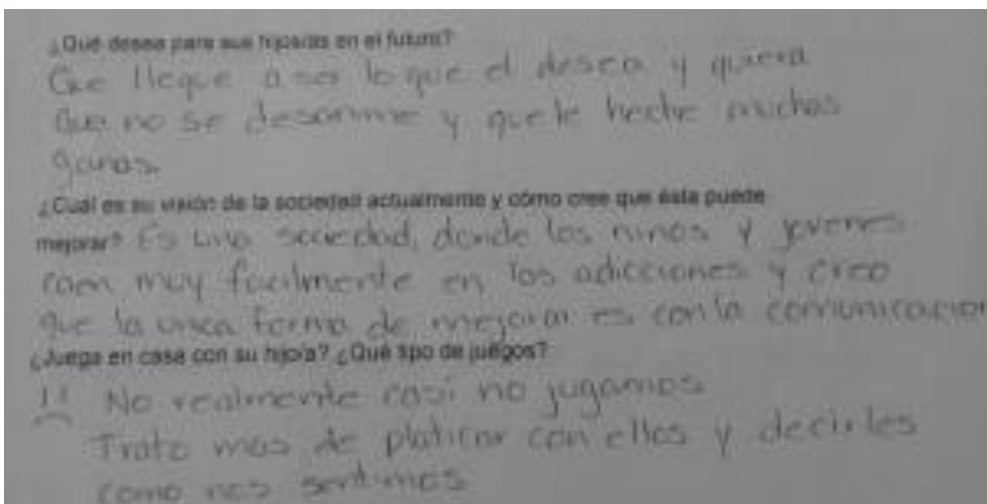 ¿Qué desea para sus hijos/as en el futuro?
Que llegue a ser lo que el desea y quiera
Que no se desanime y que le heche muchas
ganas.
¿Cuál es su visión de la sociedad actualmente y cómo cree que ésta puede
mejorar? Es una sociedad, donde los ninos y jovenes
caen muy facilmente en las adicciones y creo
que la unica forma de mejorar es con la comunicacion
¿Juega en casa con su hijo/a? ¿Qué tipo de juegos?
No realmente casi no jugamos
Trato mas de platicar con ellos y decirles
como nos sentimos